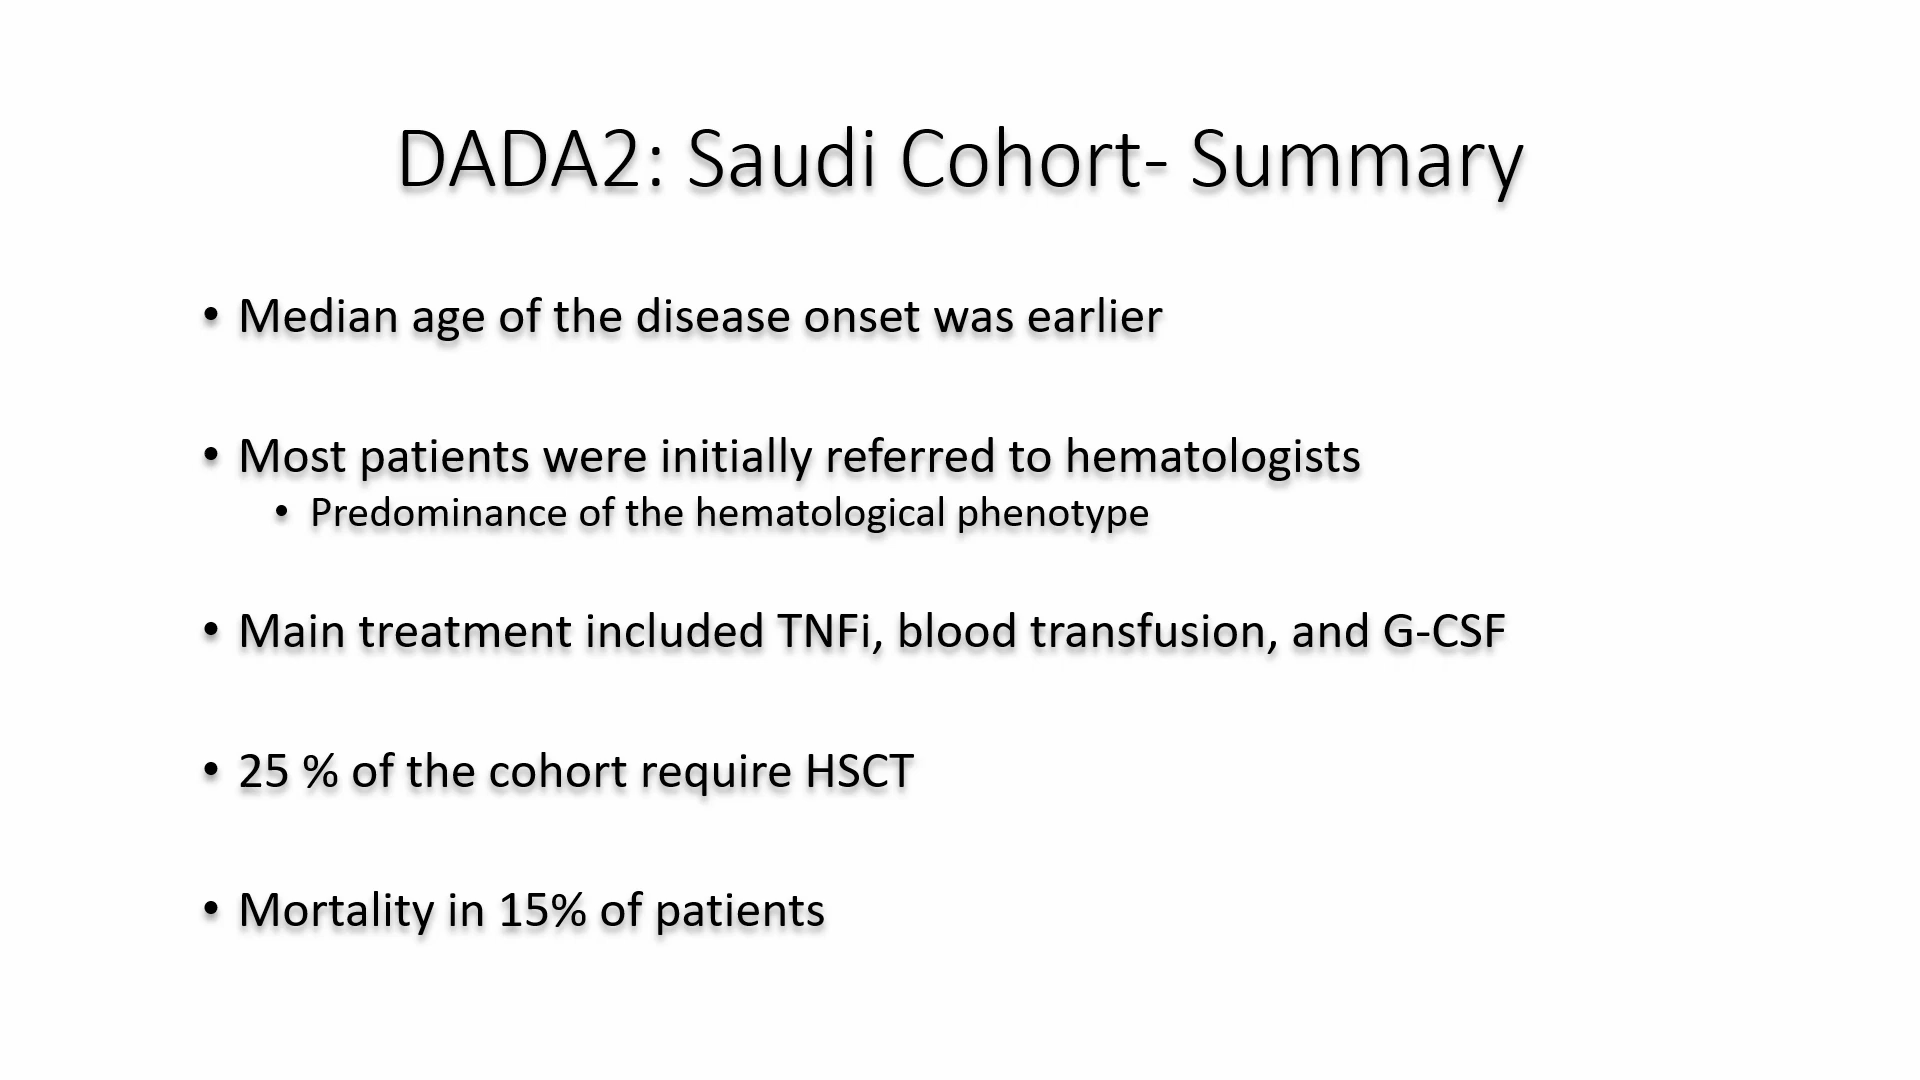 DADA2: Saudi Cohort- Summary
• Median age of the disease onset was earlier
• Most patients were initially referred to hematologists
• Predominance of the hematological phenotype
• Main treatment included TNFi, blood transfusion, and G-CSF
• 25 % of the cohort require HSCT
• Mortality in 15% of patients